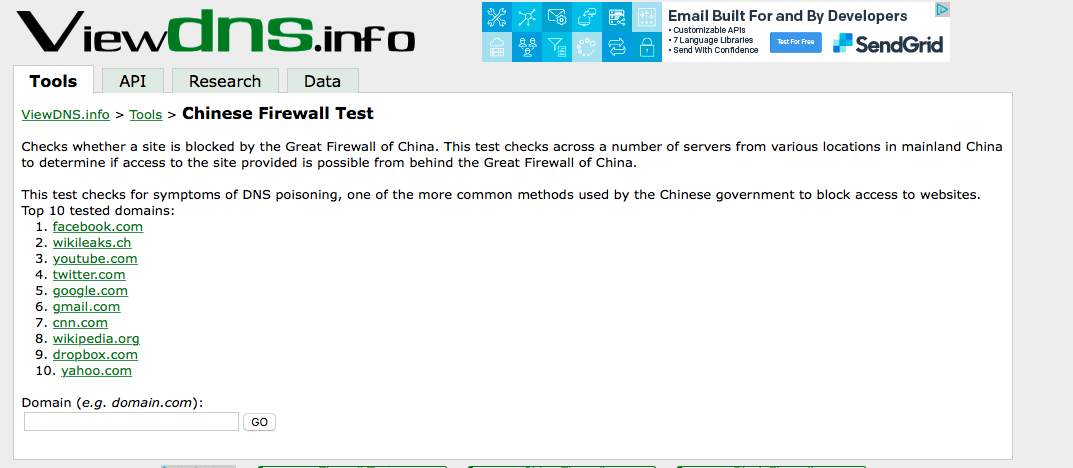 Viewdns.info
Email Built For and By Developers
• Customizable APIs
• 7 Language Libraries
• Send With Confidence
Test For Free
SendGrid
Tools
API
Research
Data
ViewDNS.info > Tools > Chinese Firewall Test
Checks whether a site is blocked by the Great Firewall of China. This test checks across a number of servers from various locations in mainland China
to determine if access to the site provided is possible from behind the Great Firewall of China.
This test checks for symptoms of DNS poisoning, one of the more common methods used by the Chinese government to block access to websites.
Top 10 tested domains:
1. facebook.com
2. wikileaks.ch
3. youtube.com
4. twitter.com
5. google.com
6. gmail.com
7. cnn.com
8. wikipedia.org
9. dropbox.com
10. yahoo.com
Domain (e.g. domain.com):
GO